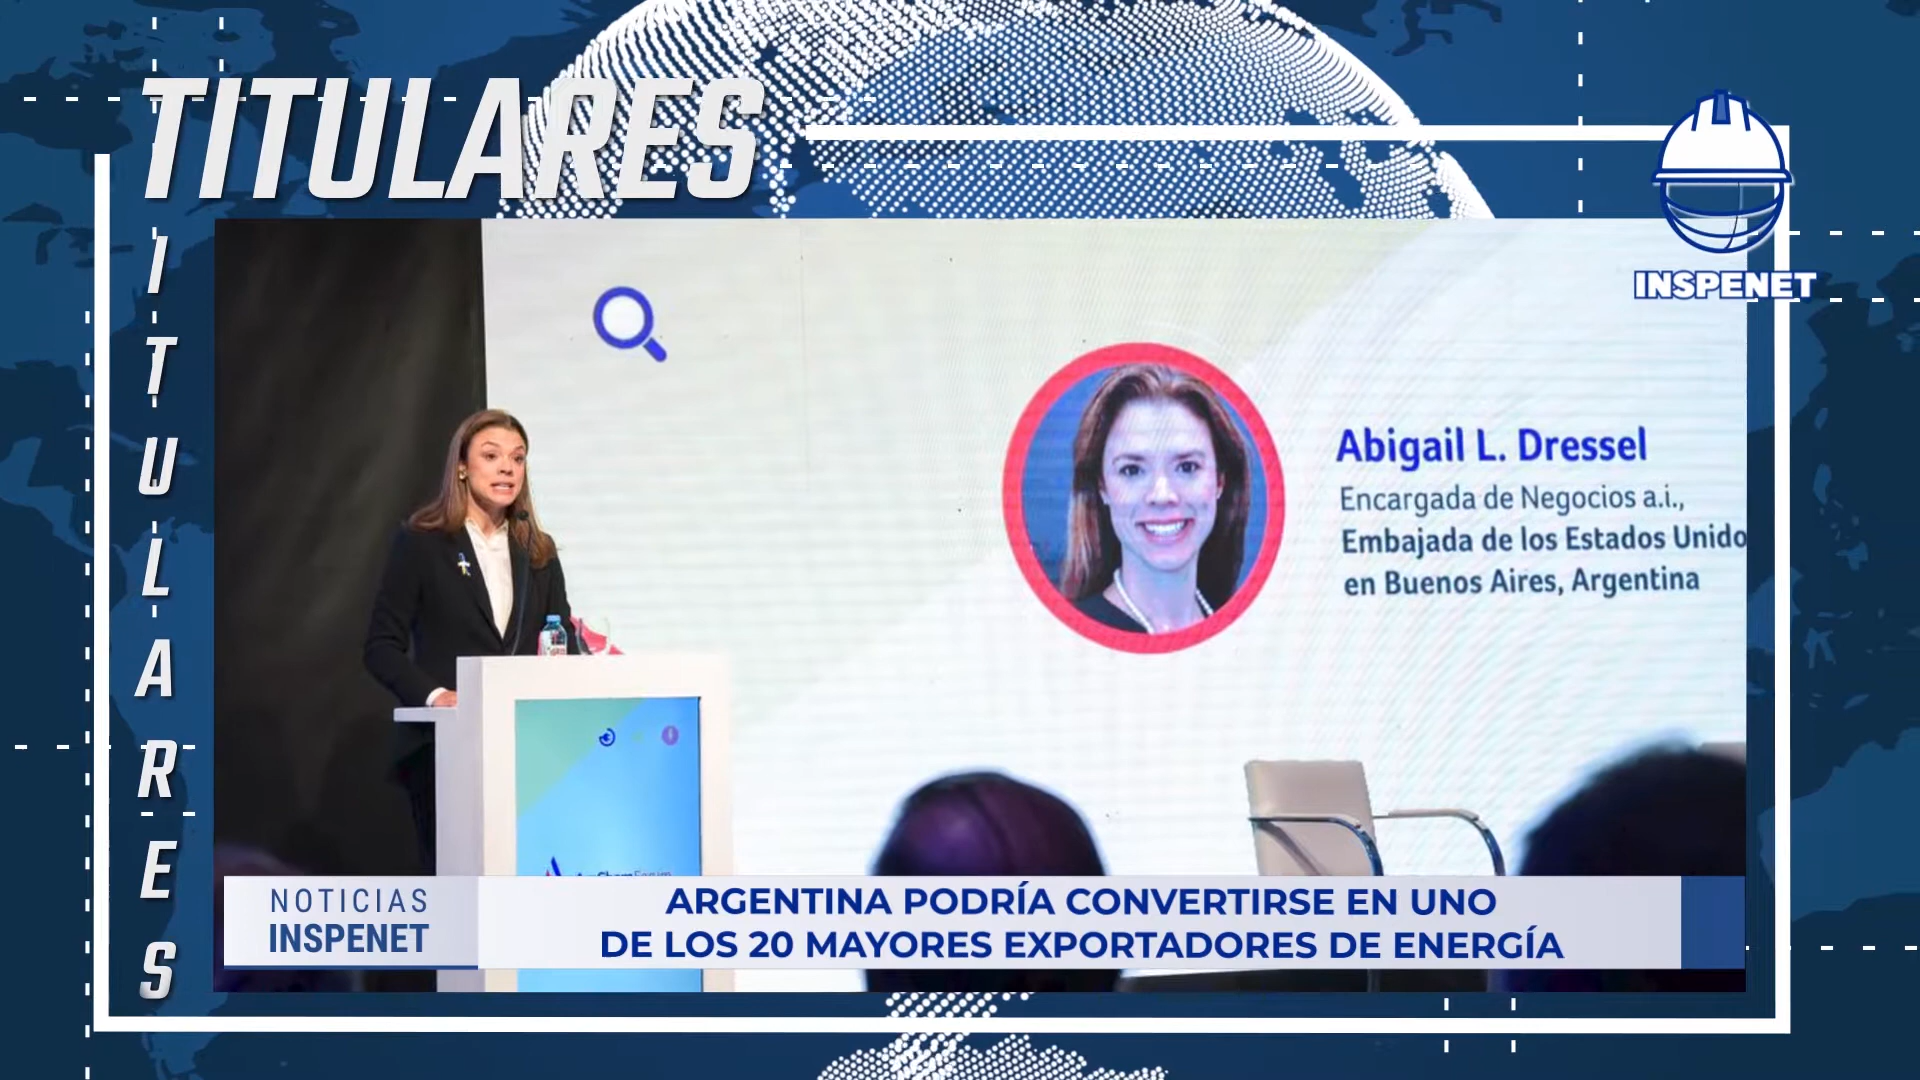 TITULARES
TITULARES
INSPENET
Abigail L. Dressel
Encargada de Negocios a.i.,
Embajada de los Estados Unido
en Buenos Aires, Argentina
NOTICIAS
INSPENET
ARGENTINA PODRÍA CONVERTIRSE EN UNO
DE LOS 20 MAYORES EXPORTADORES DE ENERGÍA